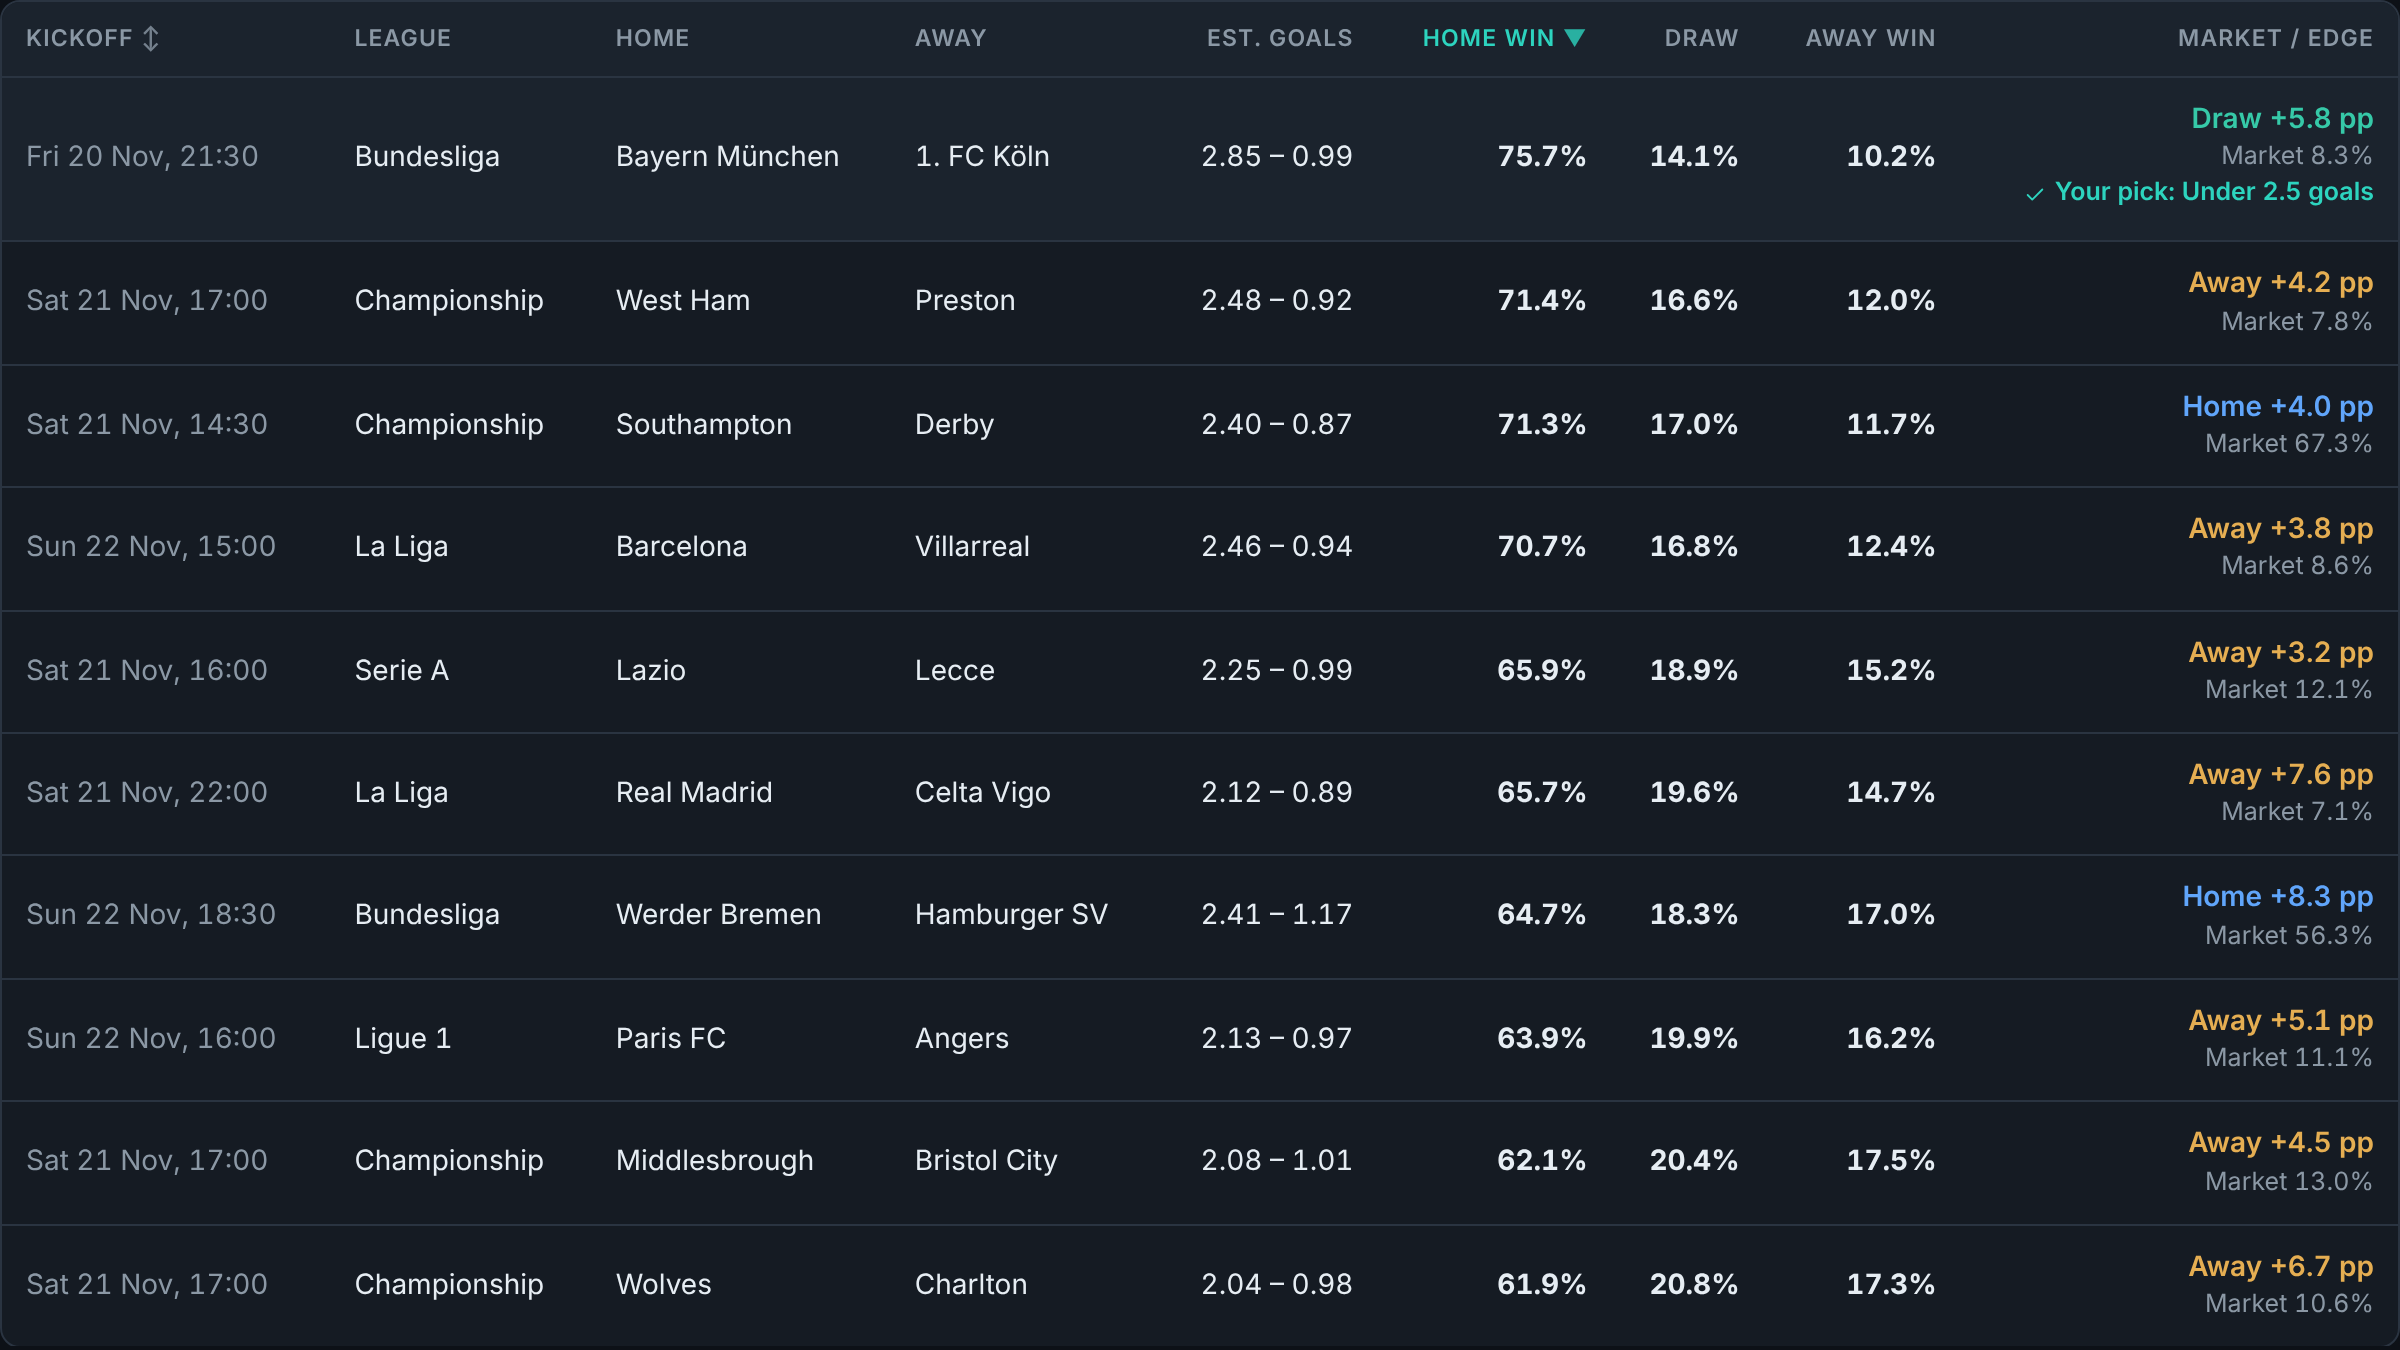 KICKOFF ↕ LEAGUE HOME AWAY EST. GOALS HOME WIN ▼ DRAW AWAY WIN MARKET / EDGE
Fri 20 Nov, 21:30 Bundesliga Bayern München 1. FC Köln 2.85 – 0.99 75.7% 14.1% 10.2% Draw +5.8 pp
Market 8.3%
✓ Your pick: Under 2.5 goals
Sat 21 Nov, 17:00 Championship West Ham Preston 2.48 – 0.92 71.4% 16.6% 12.0% Away +4.2 pp
Market 7.8%
Sat 21 Nov, 14:30 Championship Southampton Derby 2.40 – 0.87 71.3% 17.0% 11.7% Home +4.0 pp
Market 67.3%
Sun 22 Nov, 15:00 La Liga Barcelona Villarreal 2.46 – 0.94 70.7% 16.8% 12.4% Away +3.8 pp
Market 8.6%
Sat 21 Nov, 16:00 Serie A Lazio Lecce 2.25 – 0.99 65.9% 18.9% 15.2% Away +3.2 pp
Market 12.1%
Sat 21 Nov, 22:00 La Liga Real Madrid Celta Vigo 2.12 – 0.89 65.7% 19.6% 14.7% Away +7.6 pp
Market 7.1%
Sun 22 Nov, 18:30 Bundesliga Werder Bremen Hamburger SV 2.41 – 1.17 64.7% 18.3% 17.0% Home +8.3 pp
Market 56.3%
Sun 22 Nov, 16:00 Ligue 1 Paris FC Angers 2.13 – 0.97 63.9% 19.9% 16.2% Away +5.1 pp
Market 11.1%
Sat 21 Nov, 17:00 Championship Middlesbrough Bristol City 2.08 – 1.01 62.1% 20.4% 17.5% Away +4.5 pp
Market 13.0%
Sat 21 Nov, 17:00 Championship Wolves Charlton 2.04 – 0.98 61.9% 20.8% 17.3% Away +6.7 pp
Market 10.6%